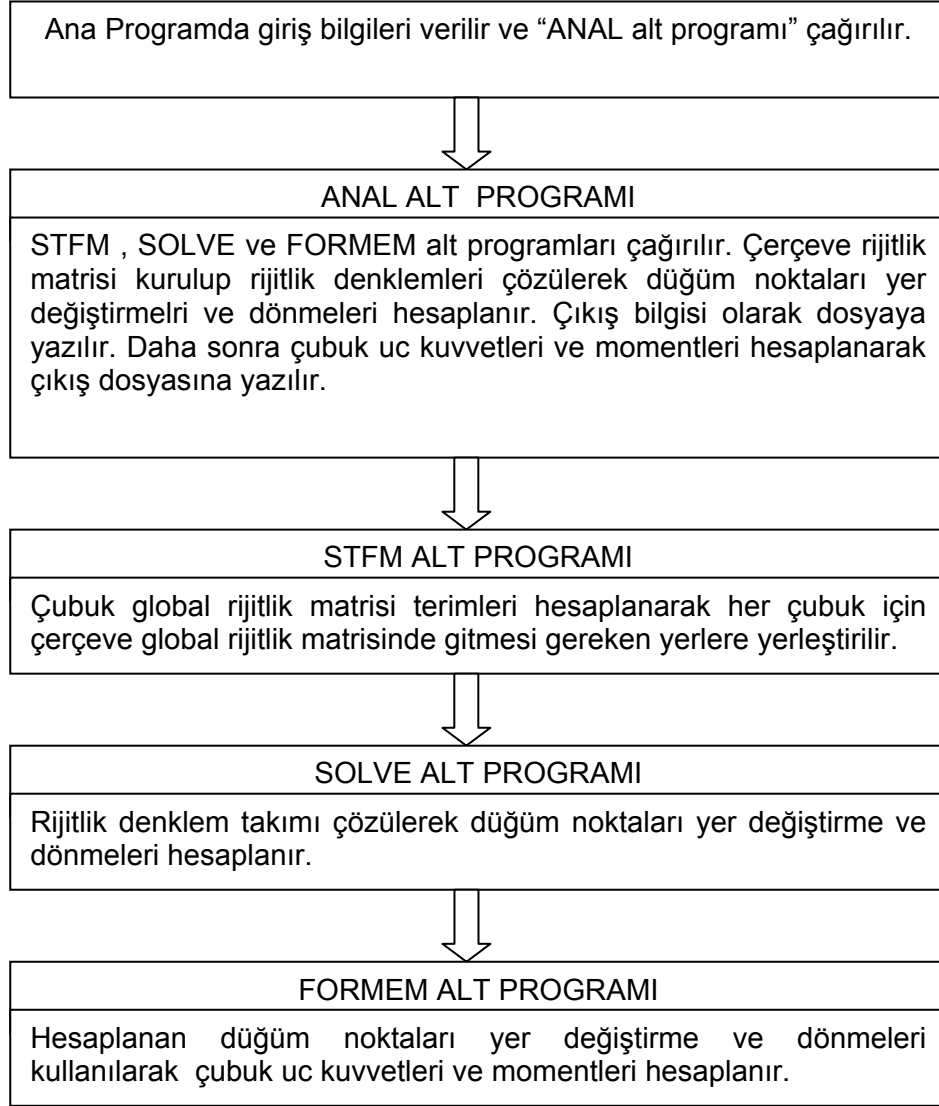 Ana Programda giriş bilgileri verilir ve “ANAL alt programı” çağırılır.
ANAL ALT PROGRAMI
STFM , SOLVE ve FORMEM alt programları çağırılır. Çerçeve rijitlik
matrisi kurulup rijitlik denklemleri çözülerek düğüm noktaları yer
değiştirmelri ve dönmeleri hesaplanır. Çıkış bilgisi olarak dosyaya
yazılır. Daha sonra çubuk uc kuvvetleri ve momentleri hesaplanarak
çıkış dosyasına yazılır.
STFM ALT PROGRAMI
Çubuk global rijitlik matrisi terimleri hesaplanarak her çubuk için
çerçeve global rijitlik matrisinde gitmesi gereken yerlere yerleştirilir.
SOLVE ALT PROGRAMI
Rijitlik denklem takımı çözülerek düğüm noktaları yer değiştirme ve
dönmeleri hesaplanır.
FORMEM ALT PROGRAMI
Hesaplanan düğüm noktaları yer değiştirme ve dönmeleri
kullanılarak çubuk uc kuvvetleri ve momentleri hesaplanır.